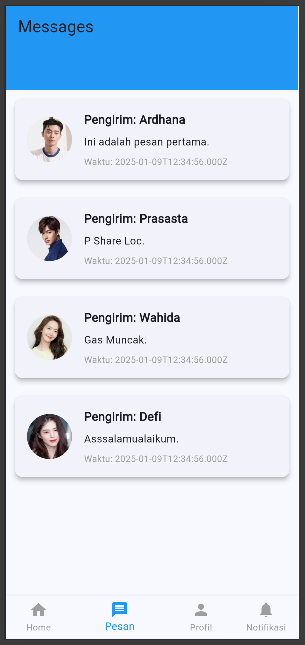 Messages
Pengirim: Ardhana
Ini adalah pesan pertama.
Waktu: 2025-01-09T12:34:56.000Z
Pengirim: Prasasta
P Share Loc.
Waktu: 2025-01-09T12:34:56.000Z
Pengirim: Wahida
Gas Muncak.
Waktu: 2025-01-09T12:34:56.000Z
Pengirim: Defi
Asssalamualaikum.
Waktu: 2025-01-09T12:34:56.000Z
Home Pesan Profil Notifikasi